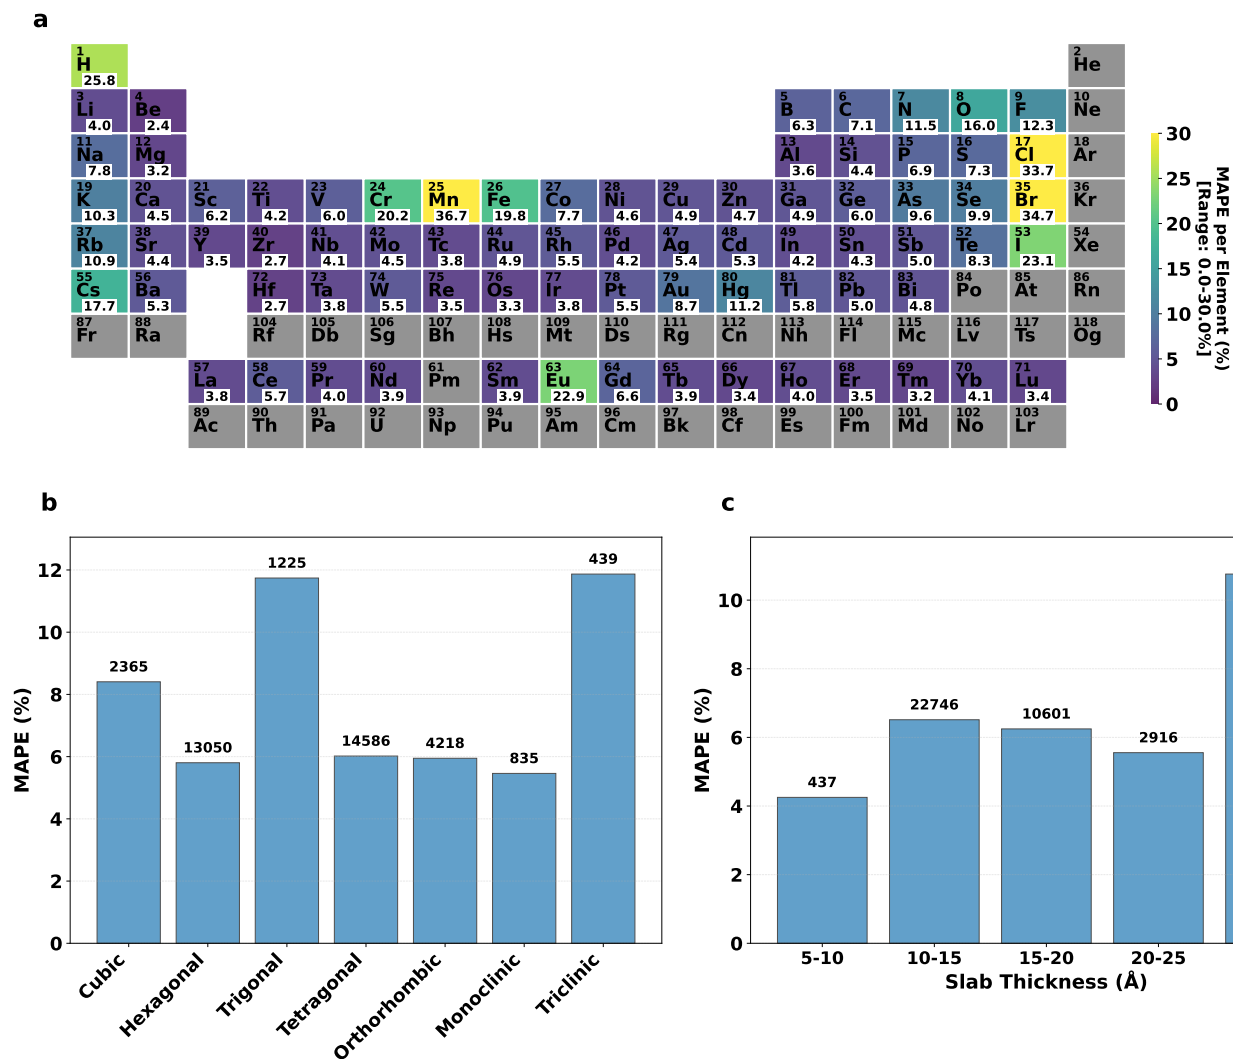 a
1 2
H He
25.8
3 4 5 6 7 8 9 10
Li Be B C N O F Ne
4.0 2.4 6.3 7.1 11.5 16.0 12.3
11 12 13 14 15 16 17 18
Na Mg Al Si P S Cl Ar
7.8 3.2 3.6 4.4 6.9 7.3 33.7
19 20 21 22 23 24 25 26 27 28 29 30 31 32 33 34 35 36
K Ca Sc Ti V Cr Mn Fe Co Ni Cu Zn Ga Ge As Se Br Kr
10.3 4.5 6.2 4.2 6.0 20.2 36.7 19.8 7.7 4.6 4.9 4.7 4.9 6.0 9.6 9.9 34.7
37 38 39 40 41 42 43 44 45 46 47 48 49 50 51 52 53 54
Rb Sr Y Zr Nb Mo Tc Ru Rh Pd Ag Cd In Sn Sb Te I Xe
10.9 4.4 3.5 2.7 4.1 4.5 3.8 4.9 5.5 4.2 5.4 5.3 4.2 4.3 5.0 8.3 23.1
55 56 72 73 74 75 76 77 78 79 80 81 82 83 84 85 86
Cs Ba Hf Ta W Re Os Ir Pt Au Hg Tl Pb Bi Po At Rn
17.7 5.3 2.7 3.8 5.5 3.5 3.3 3.8 5.5 8.7 11.2 5.8 5.0 4.8
87 88 104 105 106 107 108 109 110 111 112 113 114 115 116 117 118
Fr Ra Rf Db Sg Bh Hs Mt Ds Rg Cn Nh Fl Mc Lv Ts Og
57 58 59 60 61 62 63 64 65 66 67 68 69 70 71
La Ce Pr Nd Pm Sm Eu Gd Tb Dy Ho Er Tm Yb Lu
3.8 5.7 4.0 3.9 3.9 22.9 6.6 3.9 3.4 4.0 3.5 3.2 4.1 3.4
89 90 91 92 93 94 95 96 97 98 99 100 101 102 103
Ac Th Pa U Np Pu Am Cm Bk Cf Es Fm Md No Lr
30
25
20
15
10
5
0
MAPE per Element (%)
[Range: 0.0-30.0%]
b
MAPE (%)
12
10
8
6
4
2
0
2365
13050
1225
14586
4218
835
439
Cubic
Hexagonal
Trigonal
Tetragonal
Orthorhombic
Monoclinic
Triclinic
c
MAPE (%)
10
8
6
4
2
0
437
22746
10601
2916
5-10 10-15 15-20 20-25
Slab Thickness (Å)